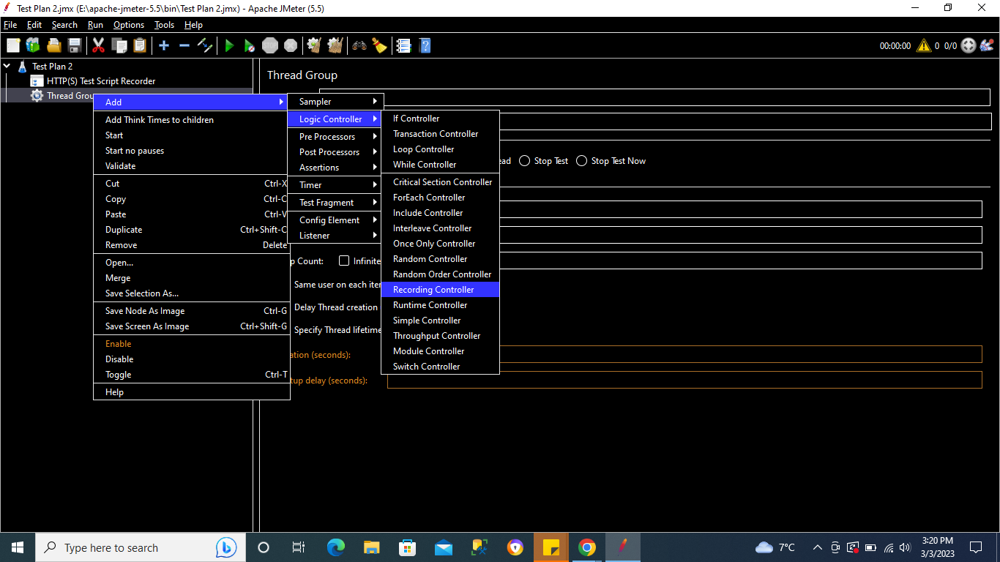 Test Plan 2.jmx (E:\apache-jmeter-5.5\bin\Test Plan 2.jmx) - Apache JMeter (5.5)
File Edit Search Run Options Tools Help
00:00:00 0 0/0
Test Plan 2
HTTP(S) Test Script Recorder
Thread Grou
Thread Group
Add
Add Think Times to children
Start
Start no pauses
Validate
Cut Ctrl-X
Copy Ctrl-C
Paste Ctrl-V
Duplicate Ctrl+Shift-C
Remove Delete
Open...
Merge
Save Selection As...
Save Node As Image Ctrl-G
Save Screen As Image Ctrl+Shift-G
Enable
Disable
Toggle Ctrl-T
Help
Sampler
Logic Controller
Pre Processors
Post Processors
Assertions
Timer
Test Fragment
Config Element
Listener
If Controller
Transaction Controller
Loop Controller
While Controller
Critical Section Controller
ForEach Controller
Include Controller
Interleave Controller
Once Only Controller
Random Controller
Random Order Controller
Recording Controller
Runtime Controller
Simple Controller
Throughput Controller
Module Controller
Switch Controller
ead Stop Test Stop Test Now
p Count: Infinite
Same user on each iter
Delay Thread creation
Specify Thread lifetime
ation (seconds):
tup delay (seconds):
Type here to search
7°C
3:20 PM
3/3/2023